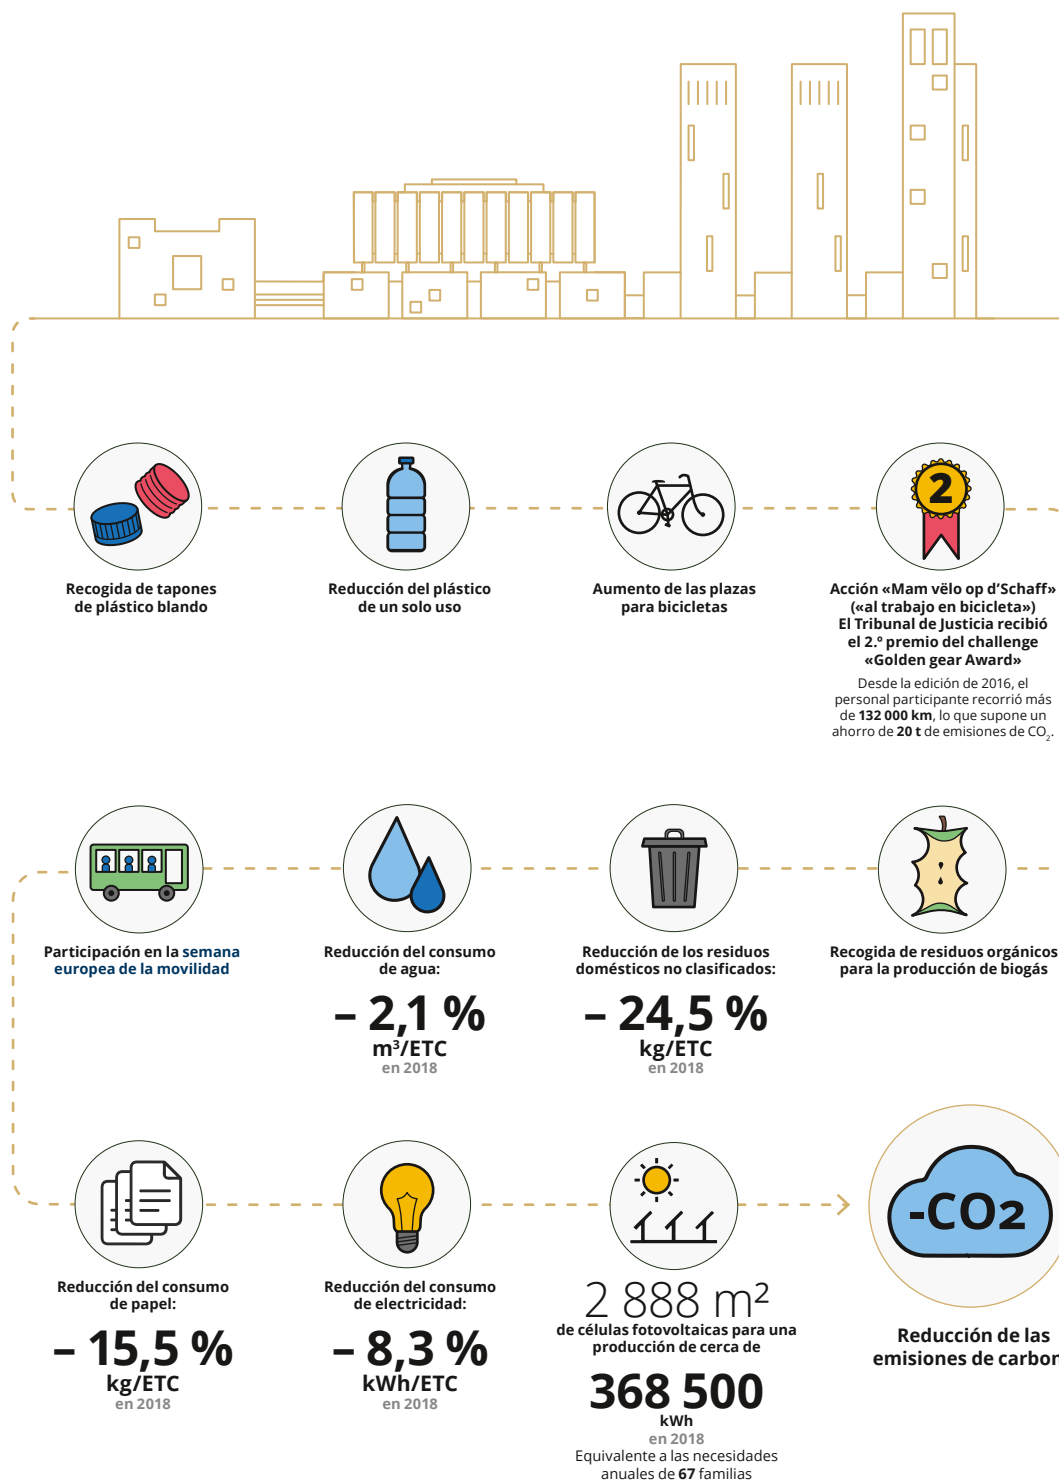 Recogida de tapones
de plástico blando
Reducción del plástico
de un solo uso
Aumento de las plazas
para bicicletas
2
Acción «Mam vëlo op d’Schaff»
(«al trabajo en bicicleta»)
El Tribunal de Justicia recibió
el 2.º premio del challenge
«Golden gear Award»
Desde la edición de 2016, el
personal participante recorrió más
de 132 000 km, lo que supone un
ahorro de 20 t de emisiones de CO₂.
Participación en la semana
europea de la movilidad
Reducción del consumo
de agua:
– 2,1 %
m³/ETC
en 2018
Reducción de los residuos
domésticos no clasificados:
– 24,5 %
kg/ETC
en 2018
Recogida de residuos orgánicos
para la producción de biogás
Reducción del consumo
de papel:
– 15,5 %
kg/ETC
en 2018
Reducción del consumo
de electricidad:
– 8,3 %
kWh/ETC
en 2018
2 888 m²
de células fotovoltaicas para una
producción de cerca de
368 500
kWh
en 2018
Equivalente a las necesidades
anuales de 67 familias
-CO2
Reducción de las
emisiones de carbon